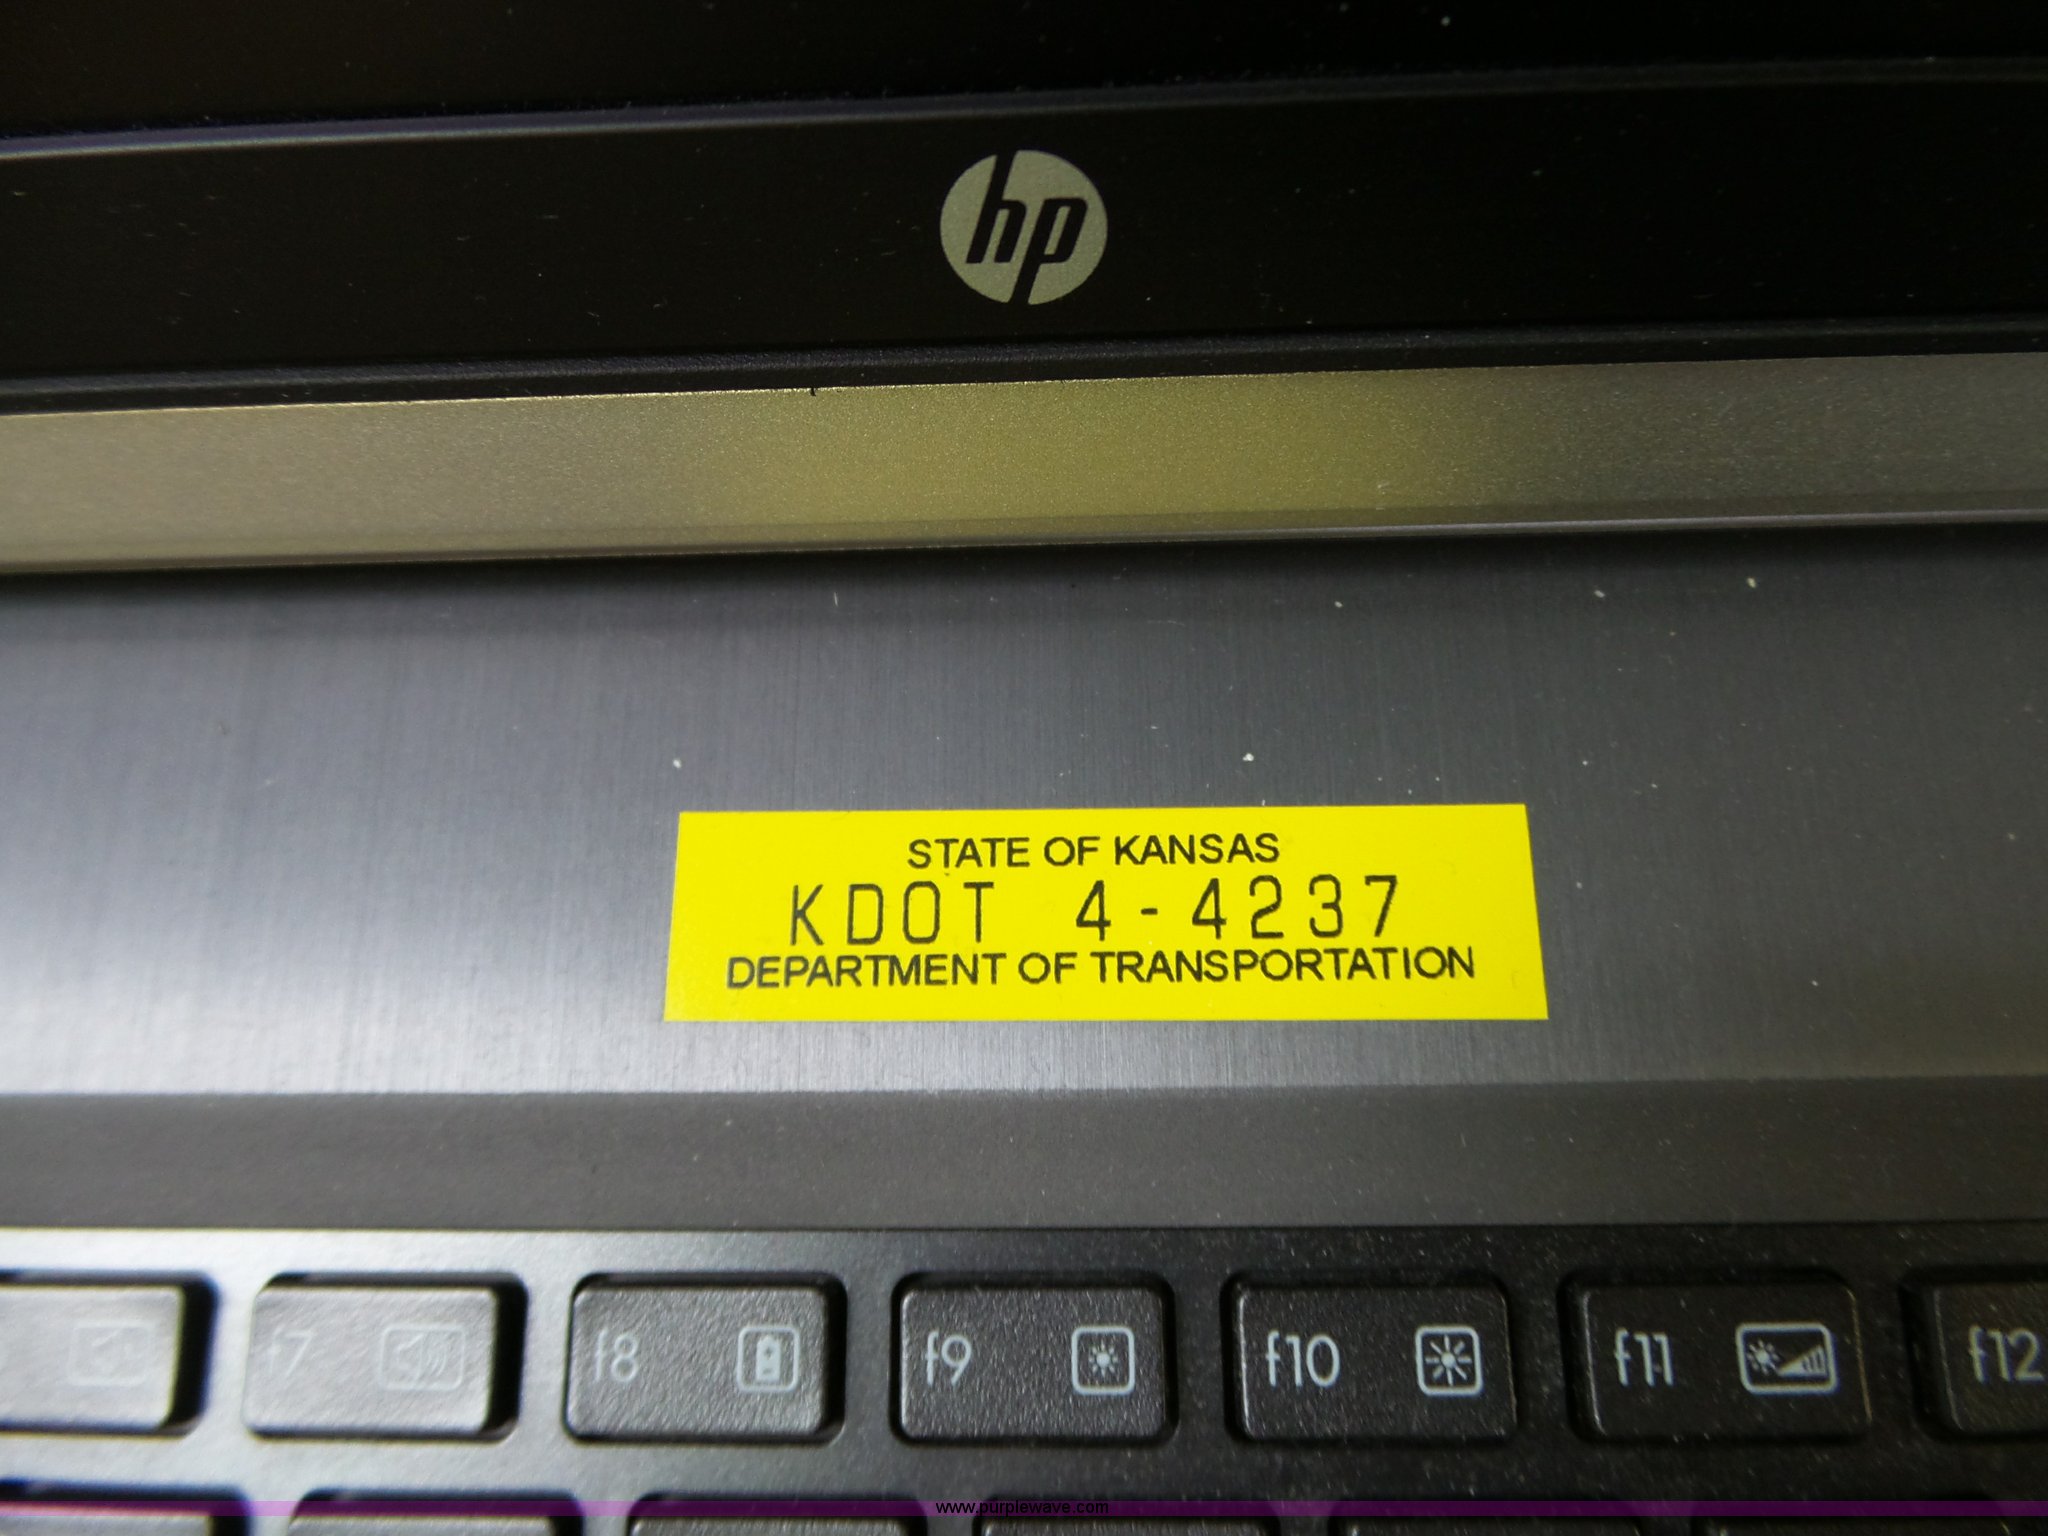 hp
STATE OF KANSAS
KDOT 4-4237
DEPARTMENT OF TRANSPORTATION
f7 f8 f9 f10 f11 f12
www.purplewave.com